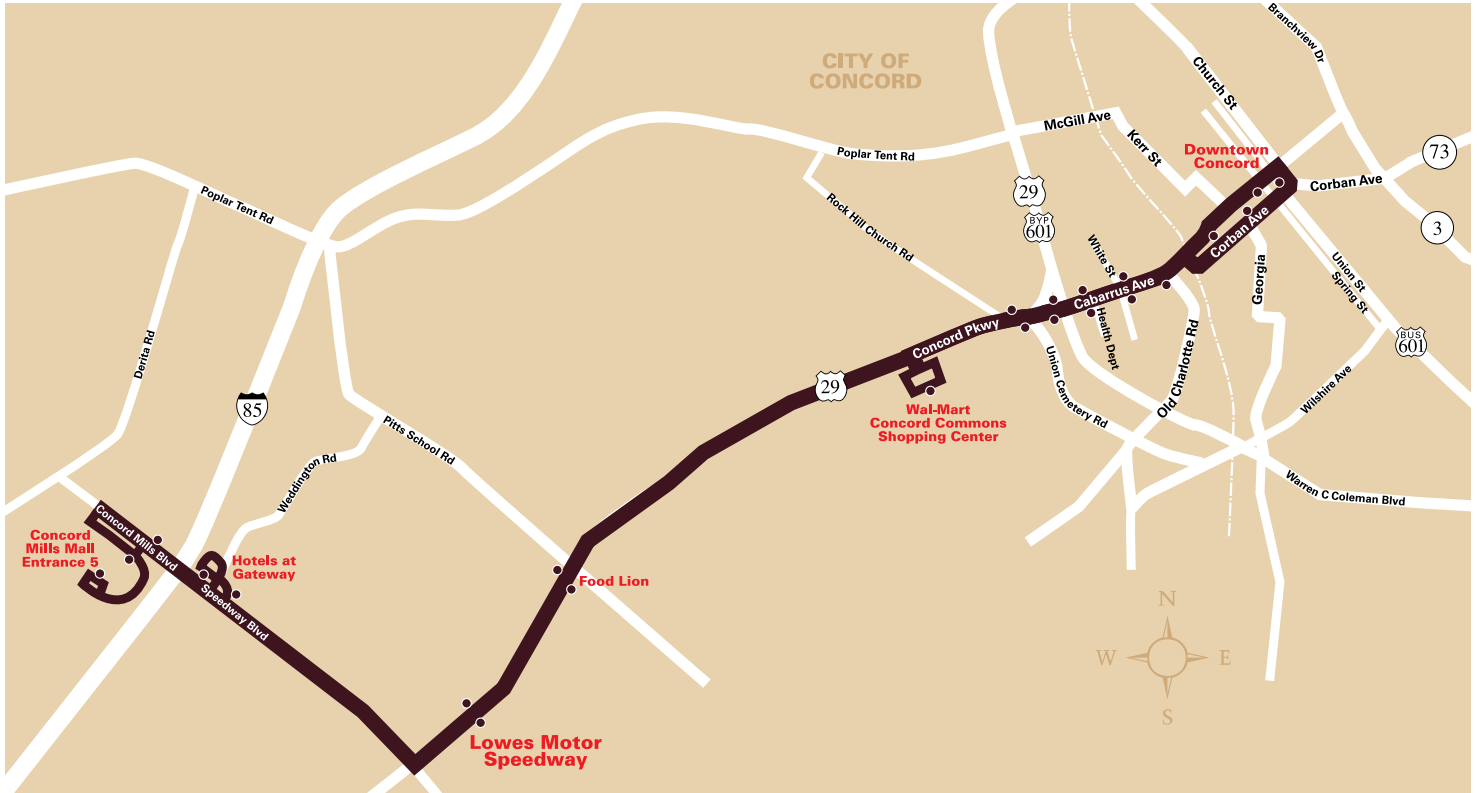 CITY OF
CONCORD
Branchview Dr
Church St
McGill Ave
Kerr St
Poplar Tent Rd
Downtown
Concord
73
Corban Ave
3
29
BYP
601
Rock Hill Church Rd
Poplar Tent Rd
Corban Ave
White St
Cabarrus Ave
Georgia
Union St
Spring St
Health Dept
BUS
601
Concord Pkwy
Old Charlotte Rd
Derita Rd
85
29
Union Cemetery Rd
Wilshire Ave
Wal-Mart
Concord Commons
Shopping Center
Pitts School Rd
Weddington Rd
Warren C Coleman Blvd
Concord
Mills Mall
Entrance 5
Concord Mills Blvd
Hotels at
Gateway
Speedway Blvd
Food Lion
N
W
E
S
Lowes Motor
Speedway